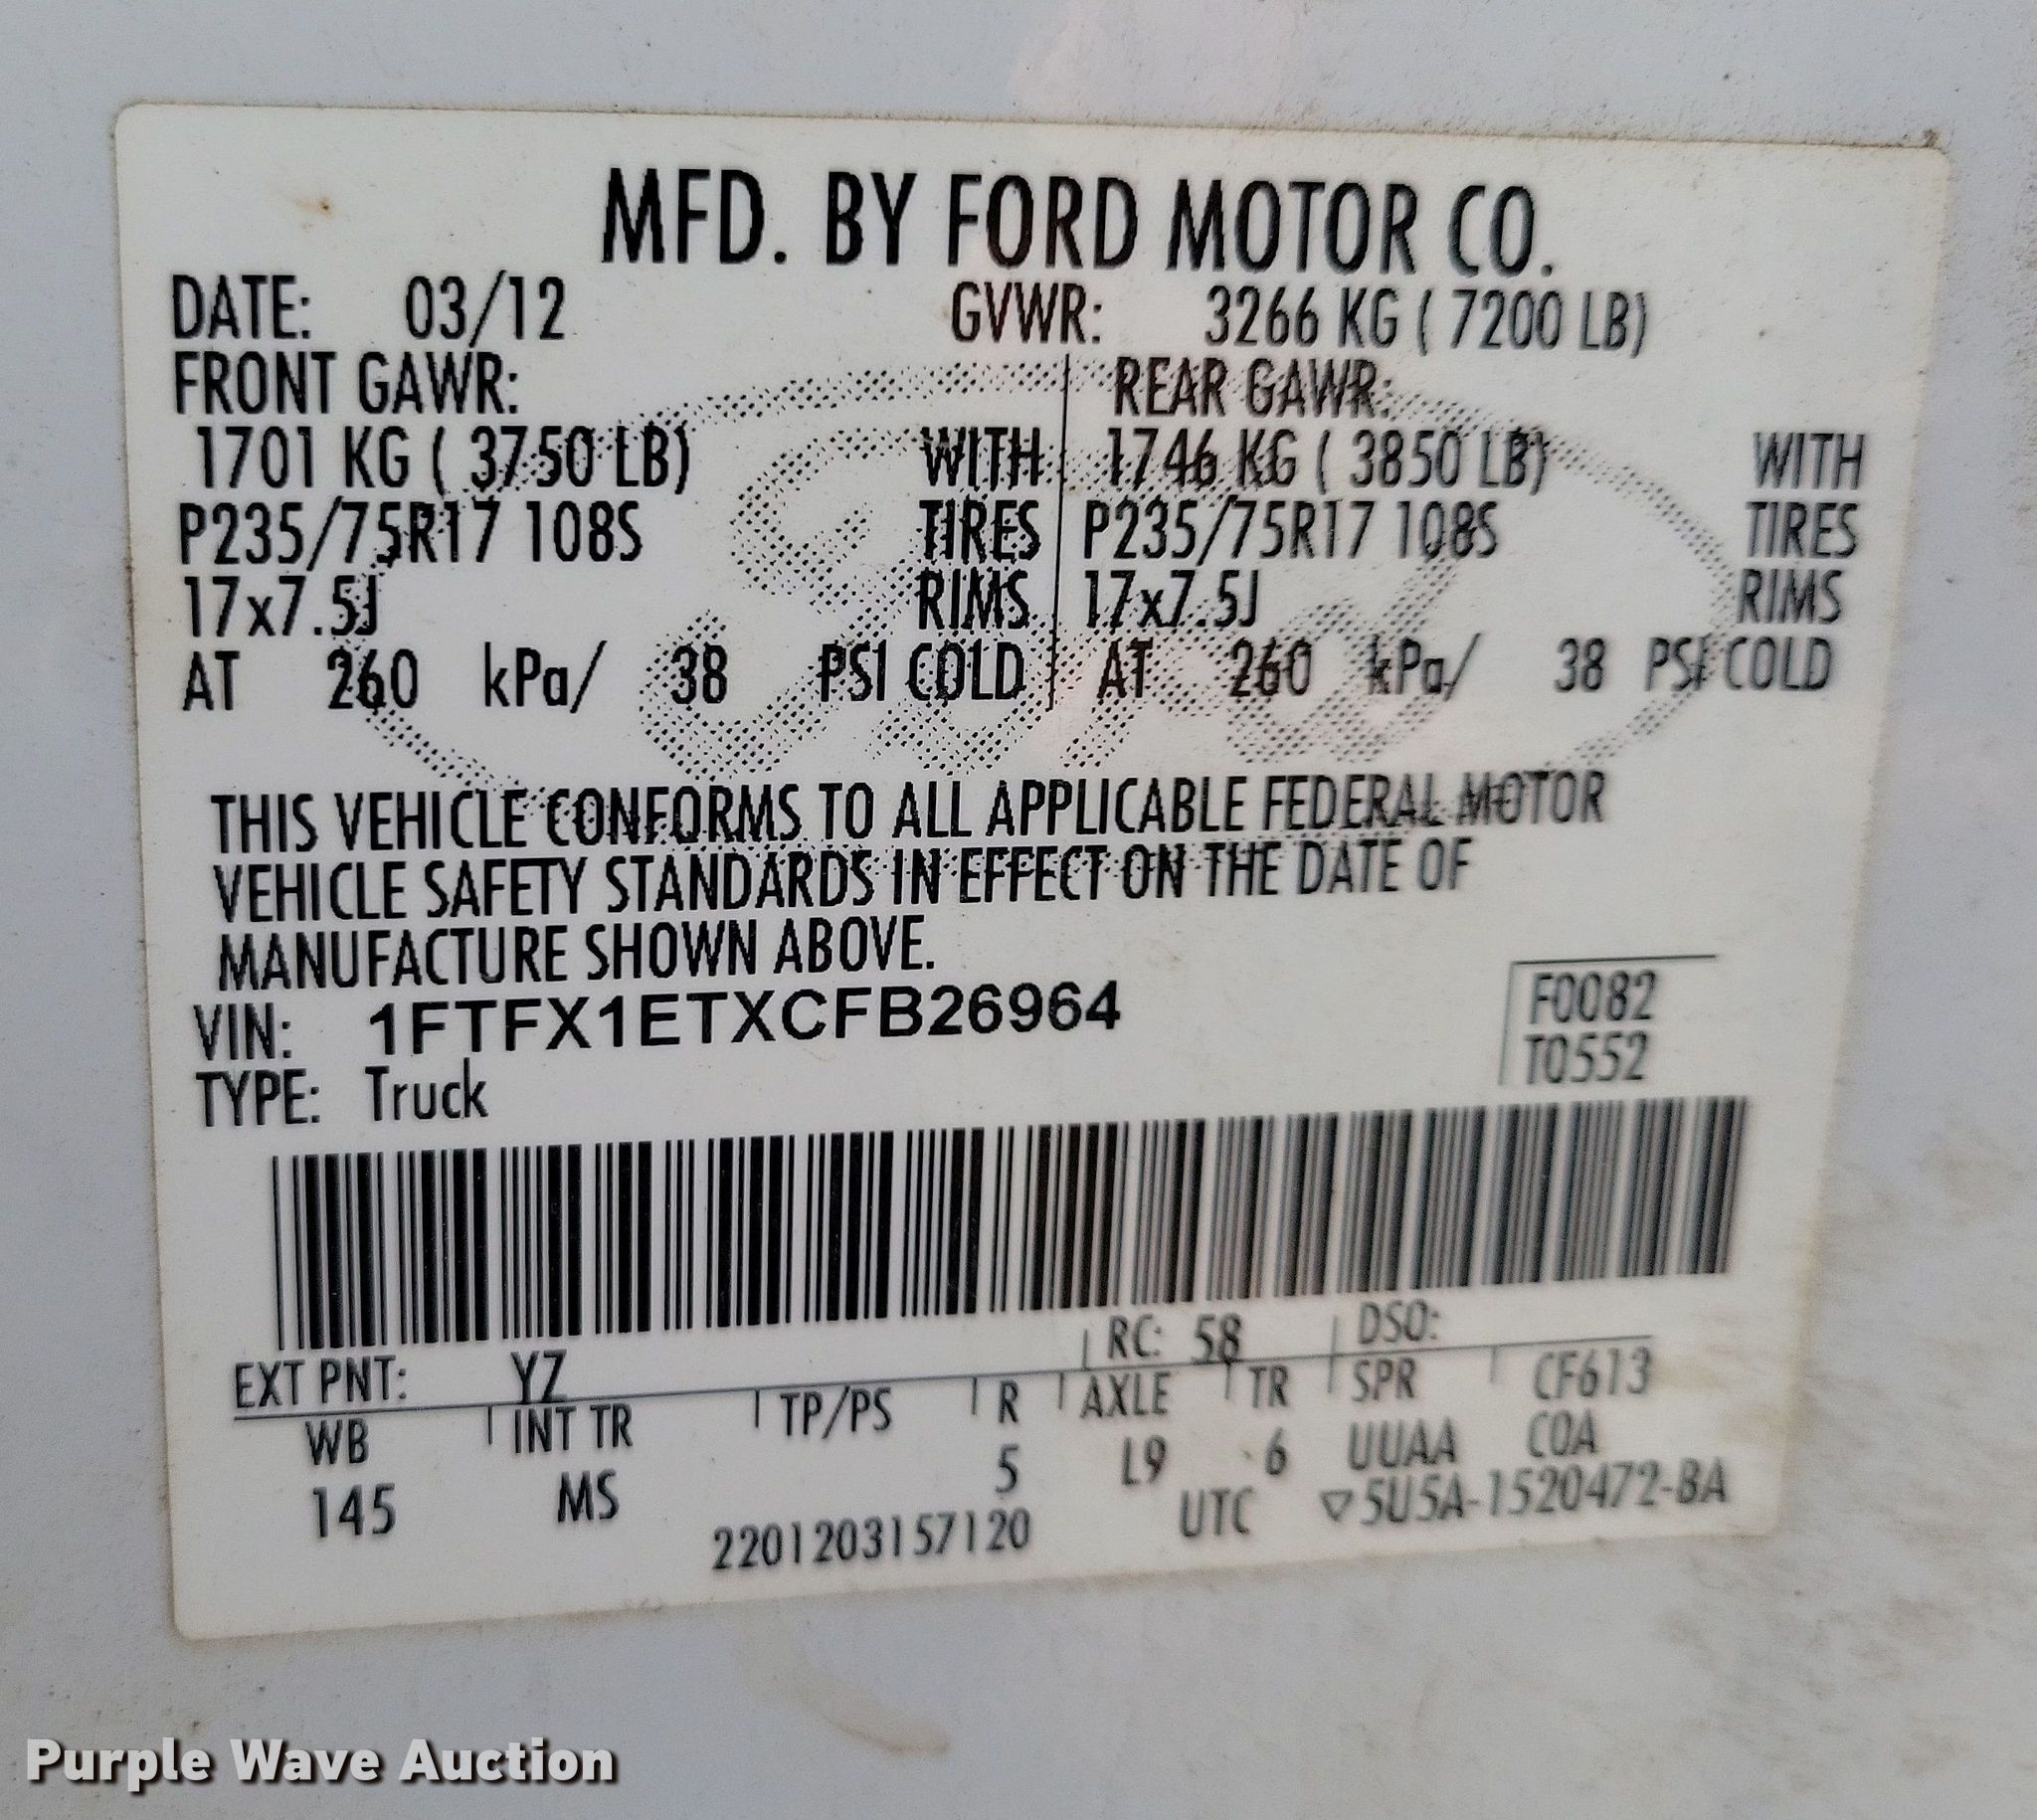 MFD. BY FORD MOTOR CO.
DATE: 03/12 GVWR: 3266 KG ( 7200 LB)
FRONT GAWR: REAR GAWR:
1701 KG ( 3750 LB) WITH 1746 KG ( 3850 LB) WITH
P235/75R17 108S TIRES P235/75R17 108S TIRES
17x7.5J RIMS 17x7.5J RIMS
AT 260 kPa/ 38 PSI COLD AT 260 kPa/ 38 PSI COLD
THIS VEHICLE CONFORMS TO ALL APPLICABLE FEDERAL MOTOR
VEHICLE SAFETY STANDARDS IN EFFECT ON THE DATE OF
MANUFACTURE SHOWN ABOVE.
VIN: 1FTFX1ETXCFB26964
F0082
TYPE: Truck
T0552
EXT PNT: YZ RC: 58 DSO:
WB INT TR TP/PS R AXLE TR SPR CF613
145 MS 5 L9 6 UUAA COA
2201203157120 UTC ▽5U5A-1520472-BA
Purple Wave Auction